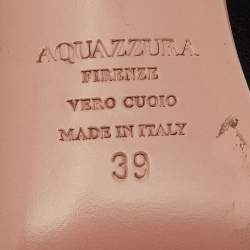 AQUAZZURA
FIRENZE
VERO CUOIO
MADE IN ITALY
39